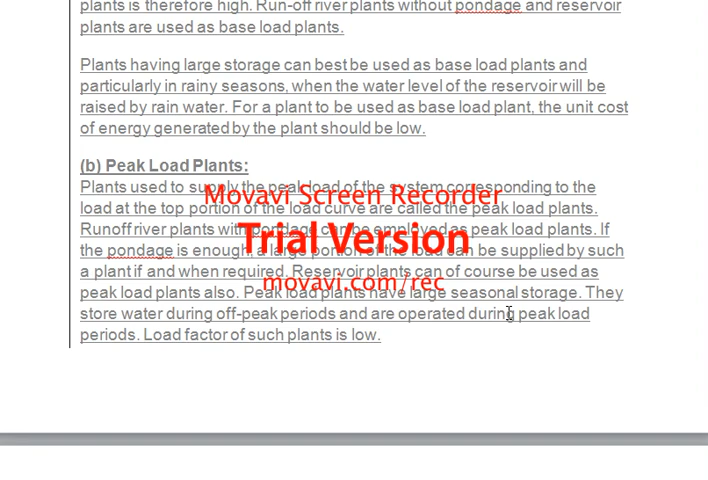 plants is therefore high. Run-off river plants without pondage and reservoir
plants are used as base load plants.
Plants having large storage can best be used as base load plants and
particularly in rainy seasons, when the water level of the reservoir will be
raised by rain water. For a plant to be used as base load plant, the unit cost
of energy generated by the plant should be low.
(b) Peak Load Plants:
Plants used to supply the peak load of the system corresponding to the
load at the top portion of the load curve are called the peak load plants.
Runoff river plants with pondage can be employed as peak load plants. If
the pondage is enough, a large portion of the load can be supplied by such
a plant if and when required. Reservoir plants can of course be used as
peak load plants also. Peak load plants have large seasonal storage. They
store water during off-peak periods and are operated during peak load
periods. Load factor of such plants is low.
Movavi Screen Recorder
Trial Version
movavi.com/rec